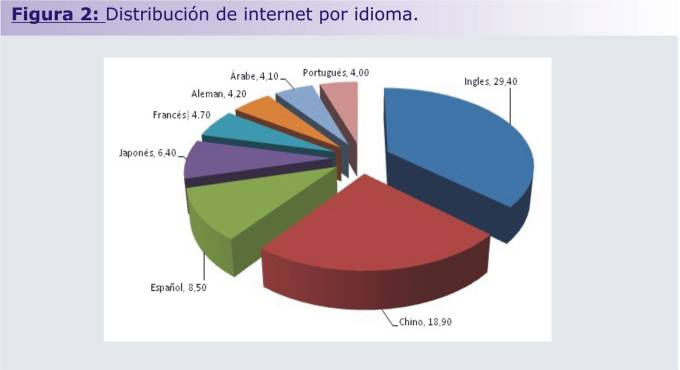 Figura 2: Distribución de internet por idioma.
Portugués, 4,00
Árabe, 4,10
Ingles, 29,40
Aleman, 4,20
Francés| 4.70
Japonés, 6,40
Español, 8,50
Chino, 18,90